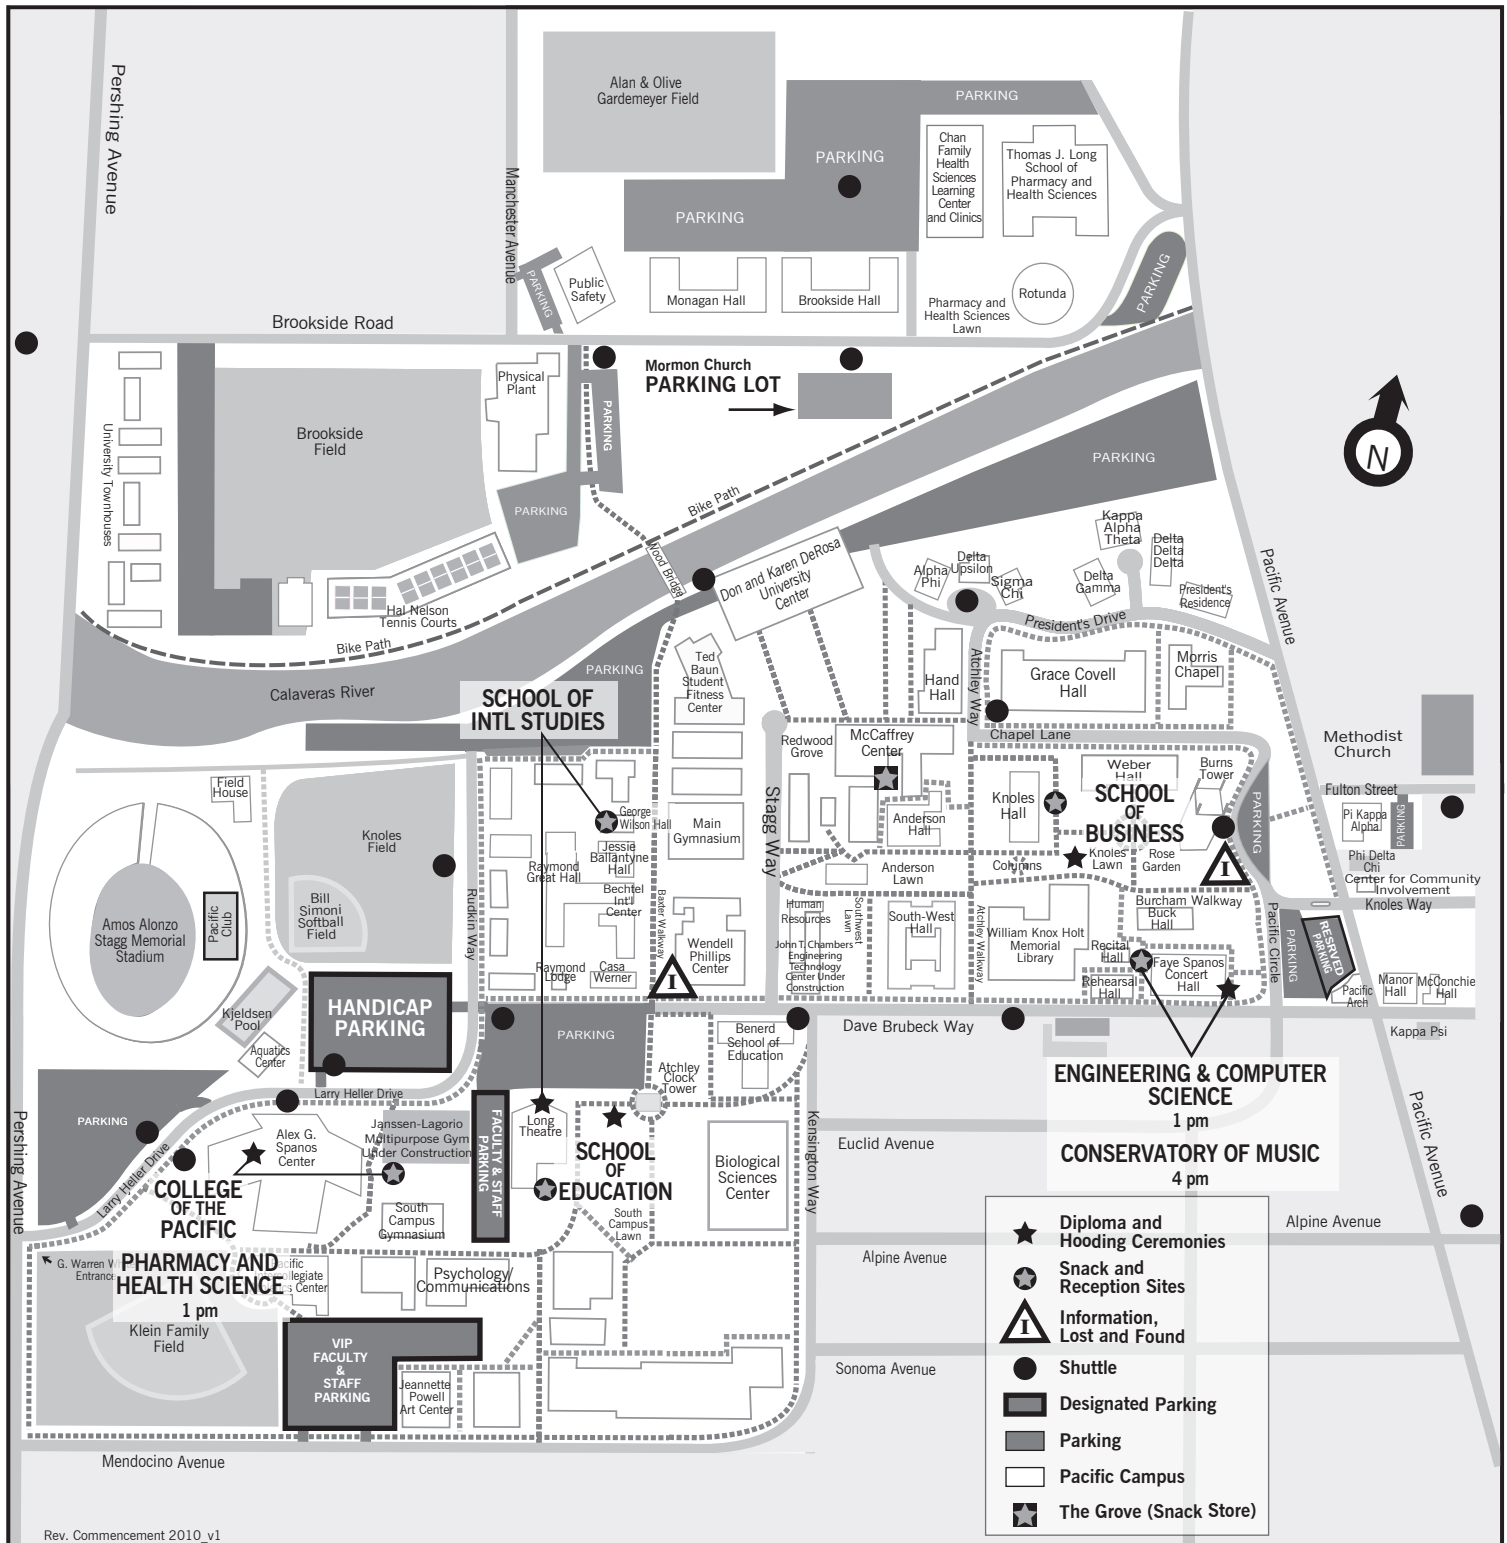 Pershing Avenue
Manchester Avenue
Alan & Olive
Gardemeyer Field
PARKING
PARKING
PARKING
Chan
Family
Health
Sciences
Learning
Center
and Clinics
Thomas J. Long
School of
Pharmacy and
Health Sciences
PARKING
Public
Safety
Monagan Hall
Brookside Hall
Pharmacy and
Health Sciences
Lawn
Rotunda
PARKING
Brookside Road
Physical
Plant
PARKING
Mormon Church
PARKING LOT
Brookside
Field
University Townhouses
PARKING
PARKING
N
Bike Path
Wood Bridge
Don and Karen DeRosa
University
Center
Hal Nelson
Tennis Courts
Bike Path
Calaveras River
PARKING
Alpha
Phi
Delta
Upsilon
Sigma
Chi
Kappa
Alpha
Theta
Delta
Delta
Delta
Delta
Gamma
President's
Residence
President's Drive
Pacific Avenue
SCHOOL OF
INTL STUDIES
Ted
Baun
Student
Fitness
Center
Hand
Hall
Atchley Way
Grace Covell
Hall
Morris
Chapel
Chapel Lane
Redwood
Grove
McCaffrey
Center
Stagg Way
Methodist
Church
Fulton Street
Field
House
Knoles
Field
George
Wilson Hall
Main
Gymnasium
Jessie
Ballantyne
Hall
Raymond
Great Hall
Bechtel
Int'l
Center
Anderson
Hall
Knoles
Hall
Weber
Hall
Burns
Tower
SCHOOL
OF
BUSINESS
PARKING
Pi Kappa
Alpha
PARKING
Phi Delta
Chi
Center for Community
Involvement
Knoles Way
Anderson
Lawn
Columns
Knoles
Lawn
Rose
Garden
I
Amos Alonzo
Stagg Memorial
Stadium
Pacific
Club
Bill
Simoni
Softball
Field
Rudkin Way
Baxter Walkway
Wendell
Phillips
Center
Raymond
Lodge
Casa
Werner
I
Human
Resources
Southwest
Lawn
John T. Chambers
Engineering
Technology
Center Under
Construction
South-West
Hall
Atchley Walkway
William Knox Holt
Memorial
Library
Burcham Walkway
Buck
Hall
Recital
Hall
Rehearsal
Hall
Faye Spanos
Concert
Hall
Pacific Circle
PARKING
RESRVED
PARKING
Pacific
Arch
Manor
Hall
McConchie
Hall
Kappa Psi
Kjeldsen
Pool
Aquatics
Center
HANDICAP
PARKING
Larry Heller Drive
PARKING
Benerd
School of
Education
Dave Brubeck Way
Atchley
Clock
Tower
PARKING
Larry Heller Drive
Pershing Avenue
Alex G.
Spanos
Center
Janssen-Lagorio
Multipurpose Gym
Under Construction
FACULTY & STAFF
PARKING
Long
Theatre
SCHOOL
OF
EDUCATION
Biological
Sciences
Center
Kensington Way
ENGINEERING & COMPUTER
SCIENCE
1 pm
CONSERVATORY OF MUSIC
4 pm
Euclid Avenue
Pacific Avenue
COLLEGE
OF THE
PACIFIC
South
Campus
Gymnasium
South
Campus
Lawn
Alpine Avenue
Alpine Avenue
G. Warren
Entrance
PHARMACY AND
HEALTH SCIENCE
1 pm
Center
Psychology/
Communications
Klein Family
Field
VIP
FACULTY
&
STAFF
PARKING
Jeannette
Powell
Art Center
Sonoma Avenue
Mendocino Avenue
Diploma and
Hooding Ceremonies
Snack and
Reception Sites
I
Information,
Lost and Found
Shuttle
Designated Parking
Parking
Pacific Campus
The Grove (Snack Store)
Rev. Commencement 2010_v1